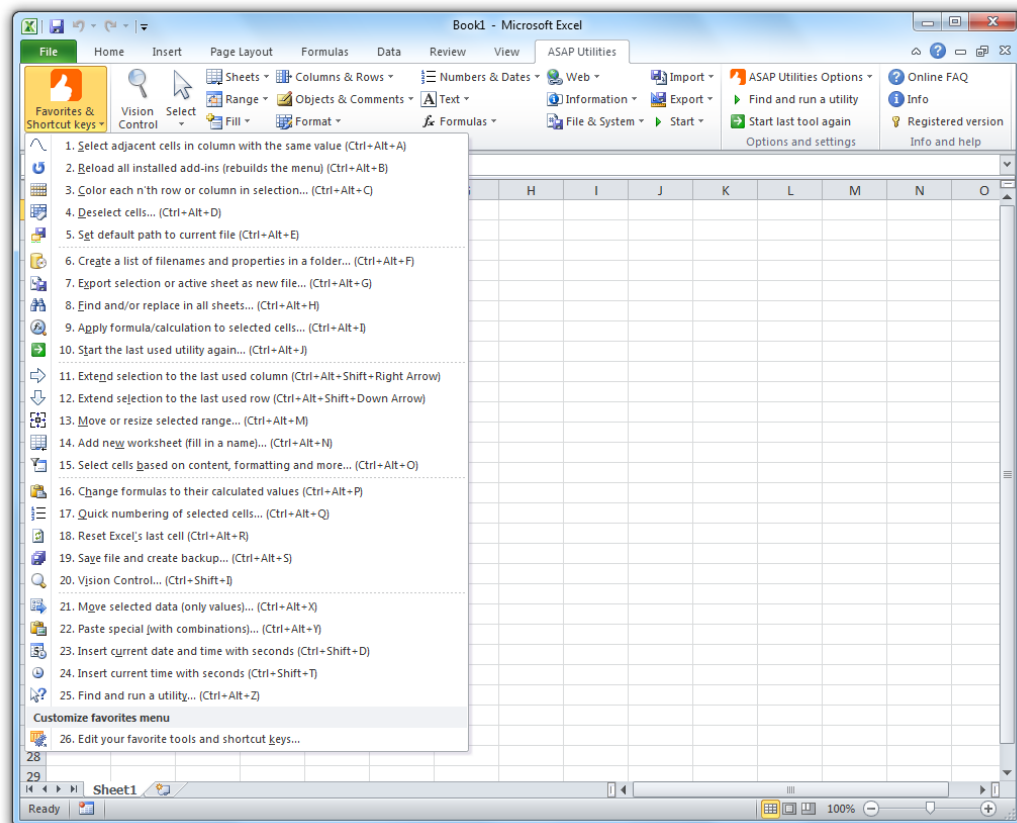 Book1 - Microsoft Excel
File Home Insert Page Layout Formulas Data Review View ASAP Utilities
Favorites & Shortcut keys
Vision Control
Select
Sheets Columns & Rows Numbers & Dates Web Import ASAP Utilities Options Online FAQ
Range Objects & Comments Text Information Export Find and run a utility Info
Fill Format Formulas File & System Start Start last tool again Registered version
Options and settings Info and help
1. Select adjacent cells in column with the same value (Ctrl+Alt+A)
2. Reload all installed add-ins (rebuilds the menu) (Ctrl+Alt+B)
3. Color each n'th row or column in selection... (Ctrl+Alt+C)
4. Deselect cells... (Ctrl+Alt+D)
5. Set default path to current file (Ctrl+Alt+E)
6. Create a list of filenames and properties in a folder... (Ctrl+Alt+F)
7. Export selection or active sheet as new file... (Ctrl+Alt+G)
8. Find and/or replace in all sheets... (Ctrl+Alt+H)
9. Apply formula/calculation to selected cells... (Ctrl+Alt+I)
10. Start the last used utility again... (Ctrl+Alt+J)
11. Extend selection to the last used column (Ctrl+Alt+Shift+Right Arrow)
12. Extend selection to the last used row (Ctrl+Alt+Shift+Down Arrow)
13. Move or resize selected range... (Ctrl+Alt+M)
14. Add new worksheet (fill in a name)... (Ctrl+Alt+N)
15. Select cells based on content, formatting and more... (Ctrl+Alt+O)
16. Change formulas to their calculated values (Ctrl+Alt+P)
17. Quick numbering of selected cells... (Ctrl+Alt+Q)
18. Reset Excel's last cell (Ctrl+Alt+R)
19. Save file and create backup... (Ctrl+Alt+S)
20. Vision Control... (Ctrl+Shift+I)
21. Move selected data (only values)... (Ctrl+Alt+X)
22. Paste special (with combinations)... (Ctrl+Alt+Y)
23. Insert current date and time with seconds (Ctrl+Shift+D)
24. Insert current time with seconds (Ctrl+Shift+T)
25. Find and run a utility... (Ctrl+Alt+Z)
Customize favorites menu
26. Edit your favorite tools and shortcut keys...
H I J K L M N O
28
29
Sheet1
Ready 100%